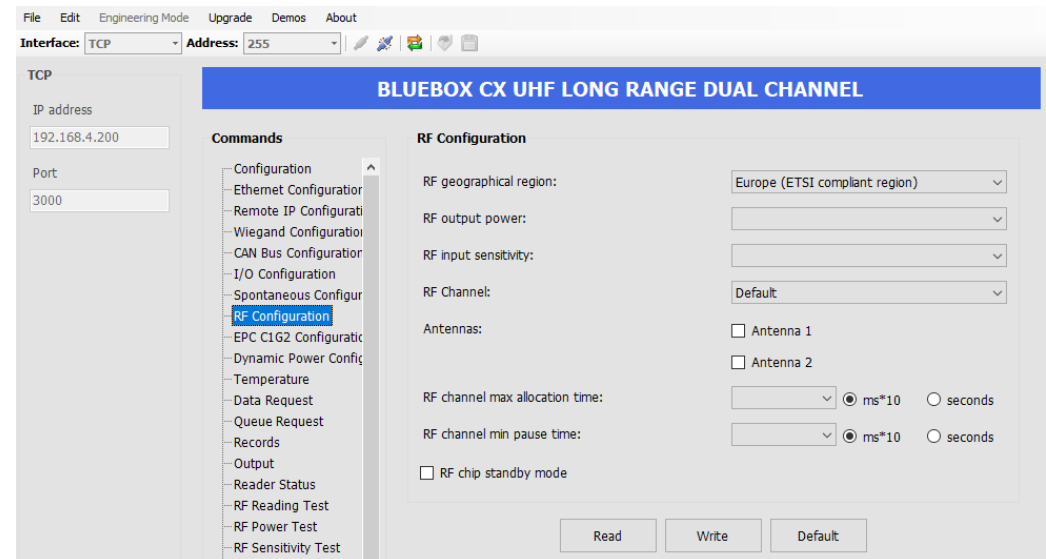 File Edit Engineering Mode Upgrade Demos About
Interface: TCP Address: 255
TCP
IP address
192.168.4.200
Port
3000
BLUEBOX CX UHF LONG RANGE DUAL CHANNEL
Commands
Configuration
Ethernet Configuration
Remote IP Configurati
Wiegand Configuration
CAN Bus Configuration
I/O Configuration
Spontaneous Configur
RF Configuration
EPC C1G2 Configuratic
Dynamic Power Config
Temperature
Data Request
Queue Request
Records
Output
Reader Status
RF Reading Test
RF Power Test
RF Sensitivity Test
RF Configuration
RF geographical region: Europe (ETSI compliant region)
RF output power:
RF input sensitivity:
RF Channel: Default
Antennas: Antenna 1
Antenna 2
RF channel max allocation time: ms*10 seconds
RF channel min pause time: ms*10 seconds
RF chip standby mode
Read Write Default